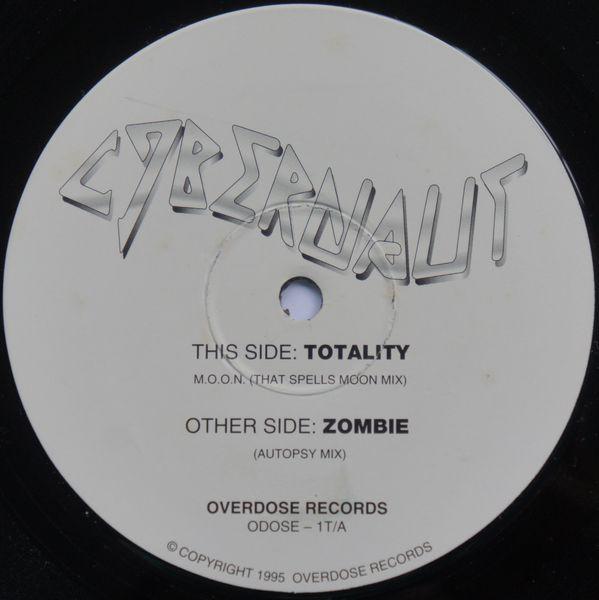 CYBERNAUT
THIS SIDE: TOTALITY
M.O.O.N. (THAT SPELLS MOON MIX)
OTHER SIDE: ZOMBIE
(AUTOPSY MIX)
OVERDOSE RECORDS
ODOSE – 1T/A
© COPYRIGHT 1995 OVERDOSE RECORDS